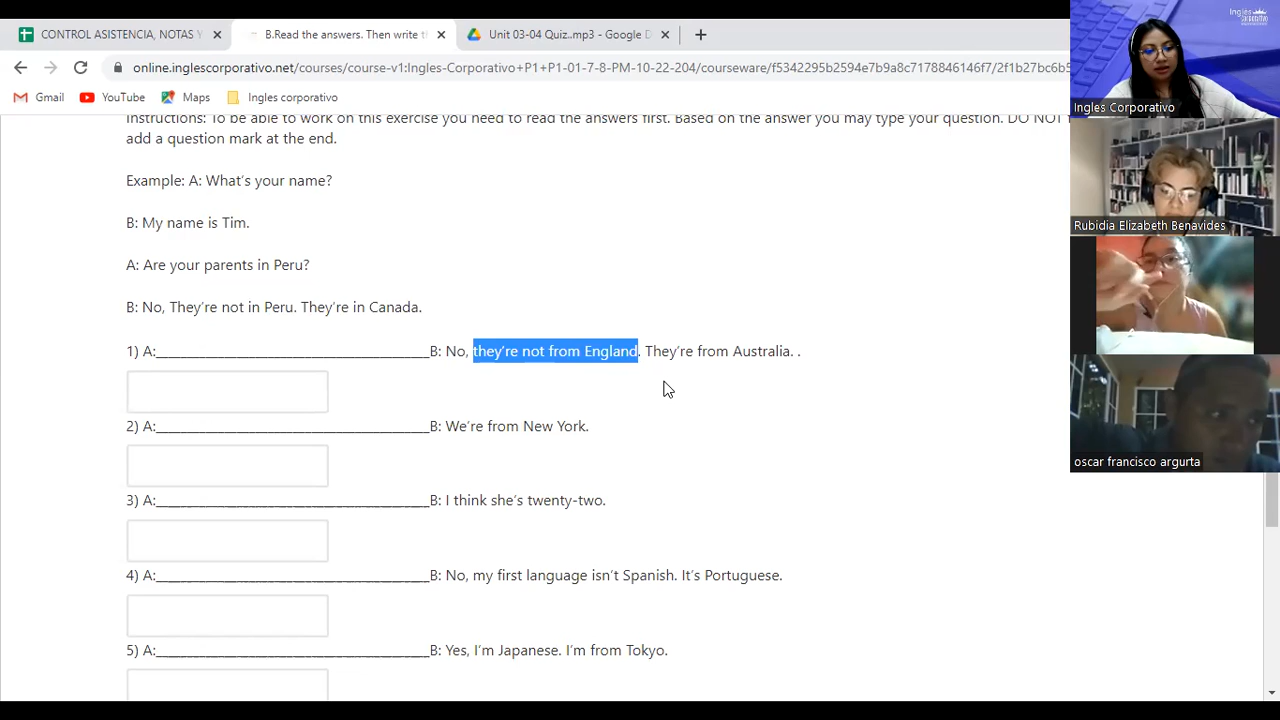 CONTROL ASISTENCIA, NOTAS Y
B.Read the answers. Then write t
Unit 03-04 Quiz..mp3 - Google D
online.inglescorporativo.net/courses/course-v1:Ingles-Corporativo+P1+P1-01-7-8-PM-10-22-204/courseware/f5342295b2594e7b9a8c7178846146f7/2f1b27bc6b5
Gmail
YouTube
Maps
Ingles corporativo
Instructions: To be able to work on this exercise you need to read the answers first. Based on the answer you may type your question. DO NOT
add a question mark at the end.
Example: A: What's your name?
B: My name is Tim.
A: Are your parents in Peru?
B: No, They're not in Peru. They're in Canada.
1) A:_________________________________B: No, they're not from England. They're from Australia. .
2) A:_________________________________B: We're from New York.
3) A:_________________________________B: I think she's twenty-two.
4) A:_________________________________B: No, my first language isn't Spanish. It's Portuguese.
5) A:_________________________________B: Yes, I'm Japanese. I'm from Tokyo.
Ingles
Ingles Corporativo
Rubidia Elizabeth Benavides
oscar francisco argurta